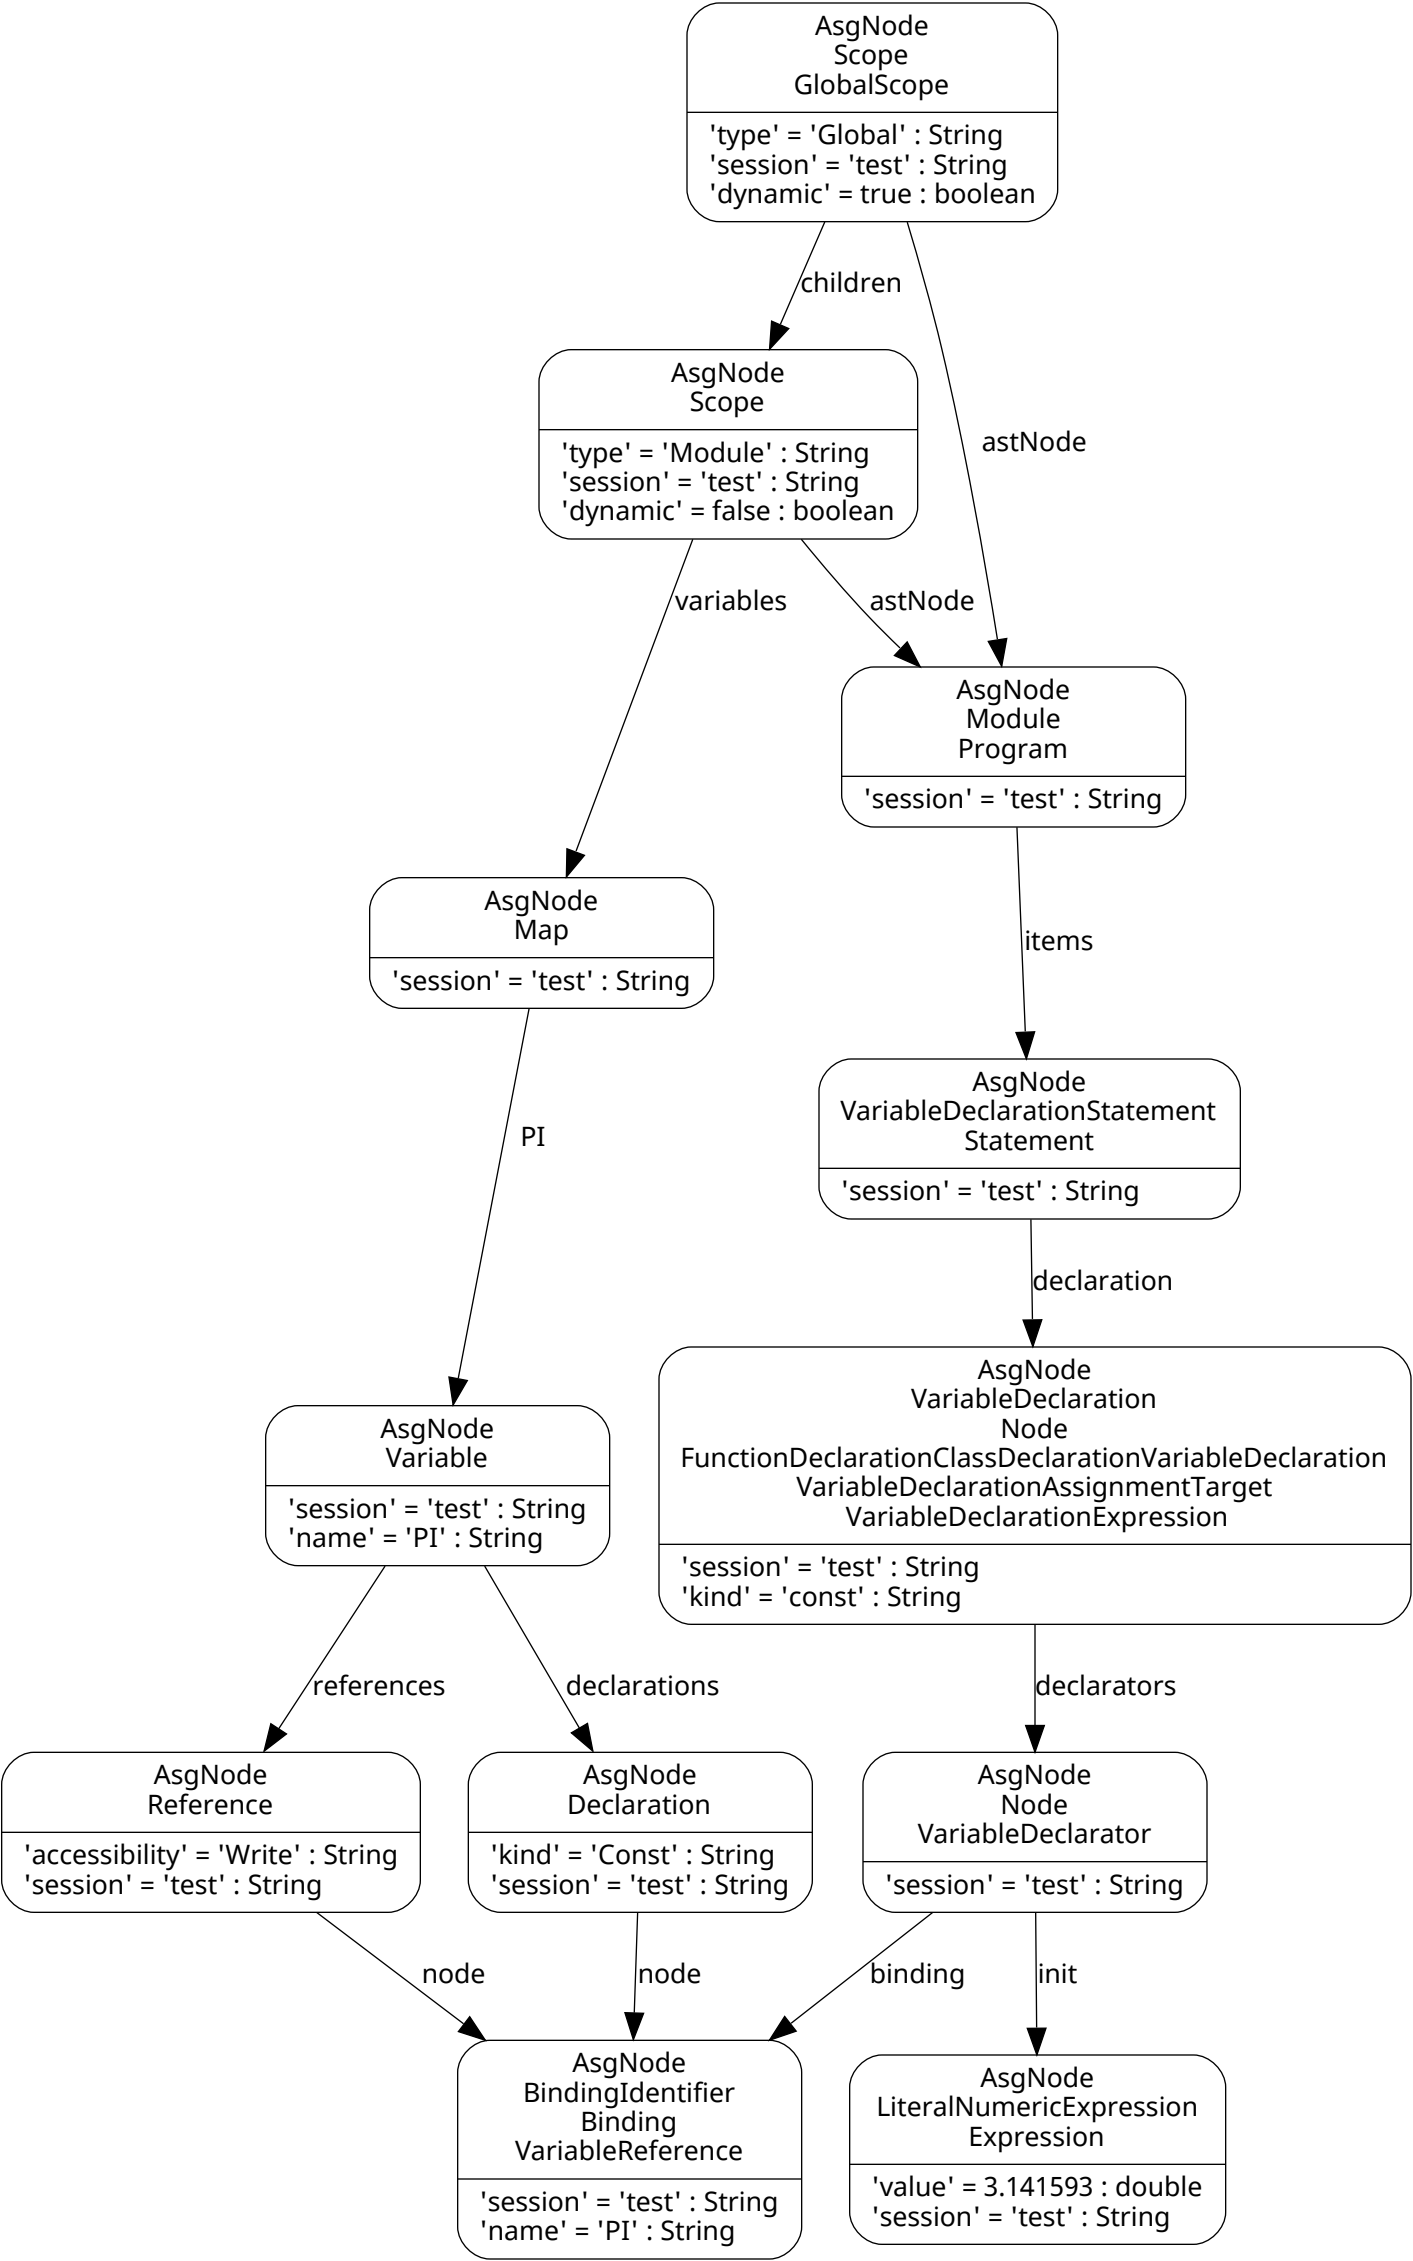 AsgNode
Scope
GlobalScope
'type' = 'Global' : String
'session' = 'test' : String
'dynamic' = true : boolean
children
astNode
AsgNode
Scope
'type' = 'Module' : String
'session' = 'test' : String
'dynamic' = false : boolean
variables
astNode
AsgNode
Module
Program
'session' = 'test' : String
AsgNode
Map
'session' = 'test' : String
items
AsgNode
VariableDeclarationStatement
Statement
'session' = 'test' : String
PI
declaration
AsgNode
VariableDeclaration
Node
FunctionDeclarationClassDeclarationVariableDeclaration
VariableDeclarationAssignmentTarget
VariableDeclarationExpression
'session' = 'test' : String
'kind' = 'const' : String
AsgNode
Variable
'session' = 'test' : String
'name' = 'PI' : String
references
declarations
declarators
AsgNode
Reference
'accessibility' = 'Write' : String
'session' = 'test' : String
AsgNode
Declaration
'kind' = 'Const' : String
'session' = 'test' : String
AsgNode
Node
VariableDeclarator
'session' = 'test' : String
node
node
binding
init
AsgNode
BindingIdentifier
Binding
VariableReference
'session' = 'test' : String
'name' = 'PI' : String
AsgNode
LiteralNumericExpression
Expression
'value' = 3.141593 : double
'session' = 'test' : String